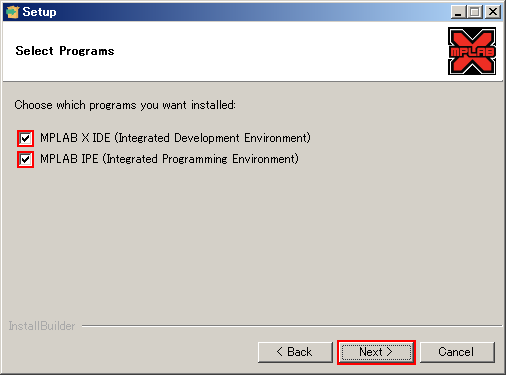 Setup
Select Programs
MPLAB
Choose which programs you want installed:
MPLAB X IDE (Integrated Development Environment)
MPLAB IPE (Integrated Programming Environment)
InstallBuilder
< Back
Next >
Cancel